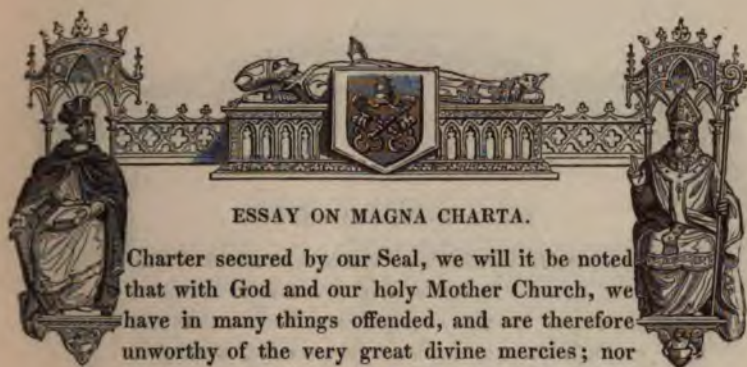 ESSAY ON MAGNA CHARTA.
Charter secured by our Seal, we will it be noted
that with God and our holy Mother Church, we
have in many things offended, and are therefore
unworthy of the very great divine mercies; nor